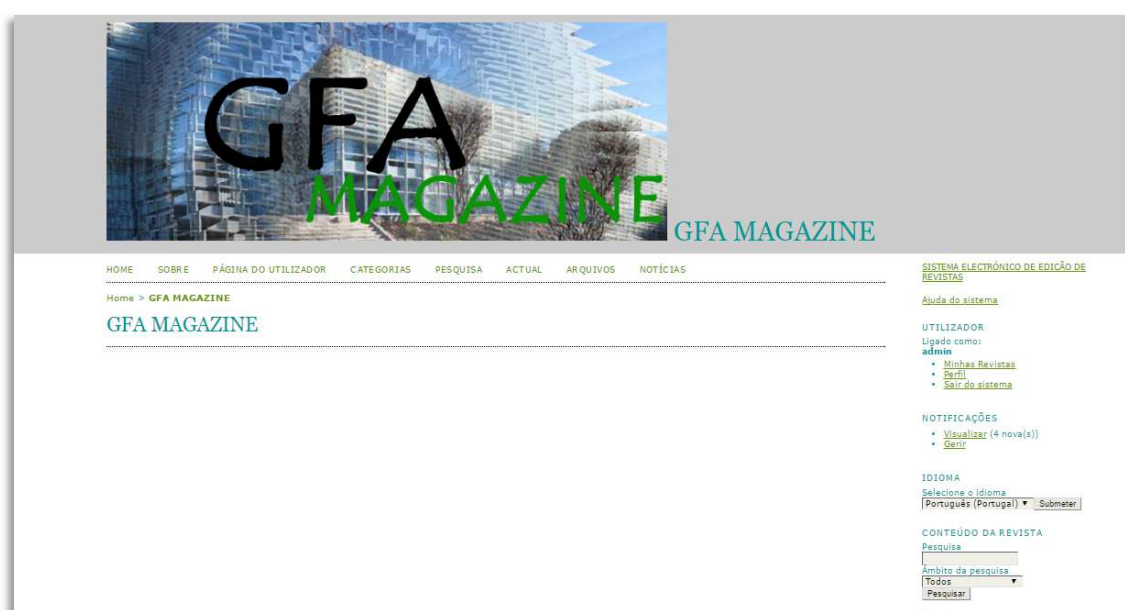 GFA
MAGAZINE
GFA MAGAZINE
HOME SOBRE PÁGINA DO UTILIZADOR CATEGORIAS PESQUISA ACTUAL ARQUIVOS NOTÍCIAS
Home > GFA MAGAZINE
GFA MAGAZINE
SISTEMA ELECTRÓNICO DE EDIÇÃO DE
REVISTAS
Ajuda do sistema
UTILIZADOR
Ligado como:
admin
Minhas Revistas
Perfil
Sair do sistema
NOTIFICAÇÕES
Visualizar (4 nova(s))
Gerir
IDIOMA
Selecione o idioma
Português (Portugal) Submeter
CONTEÚDO DA REVISTA
Pesquisa
Âmbito da pesquisa
Todos
Pesquisar